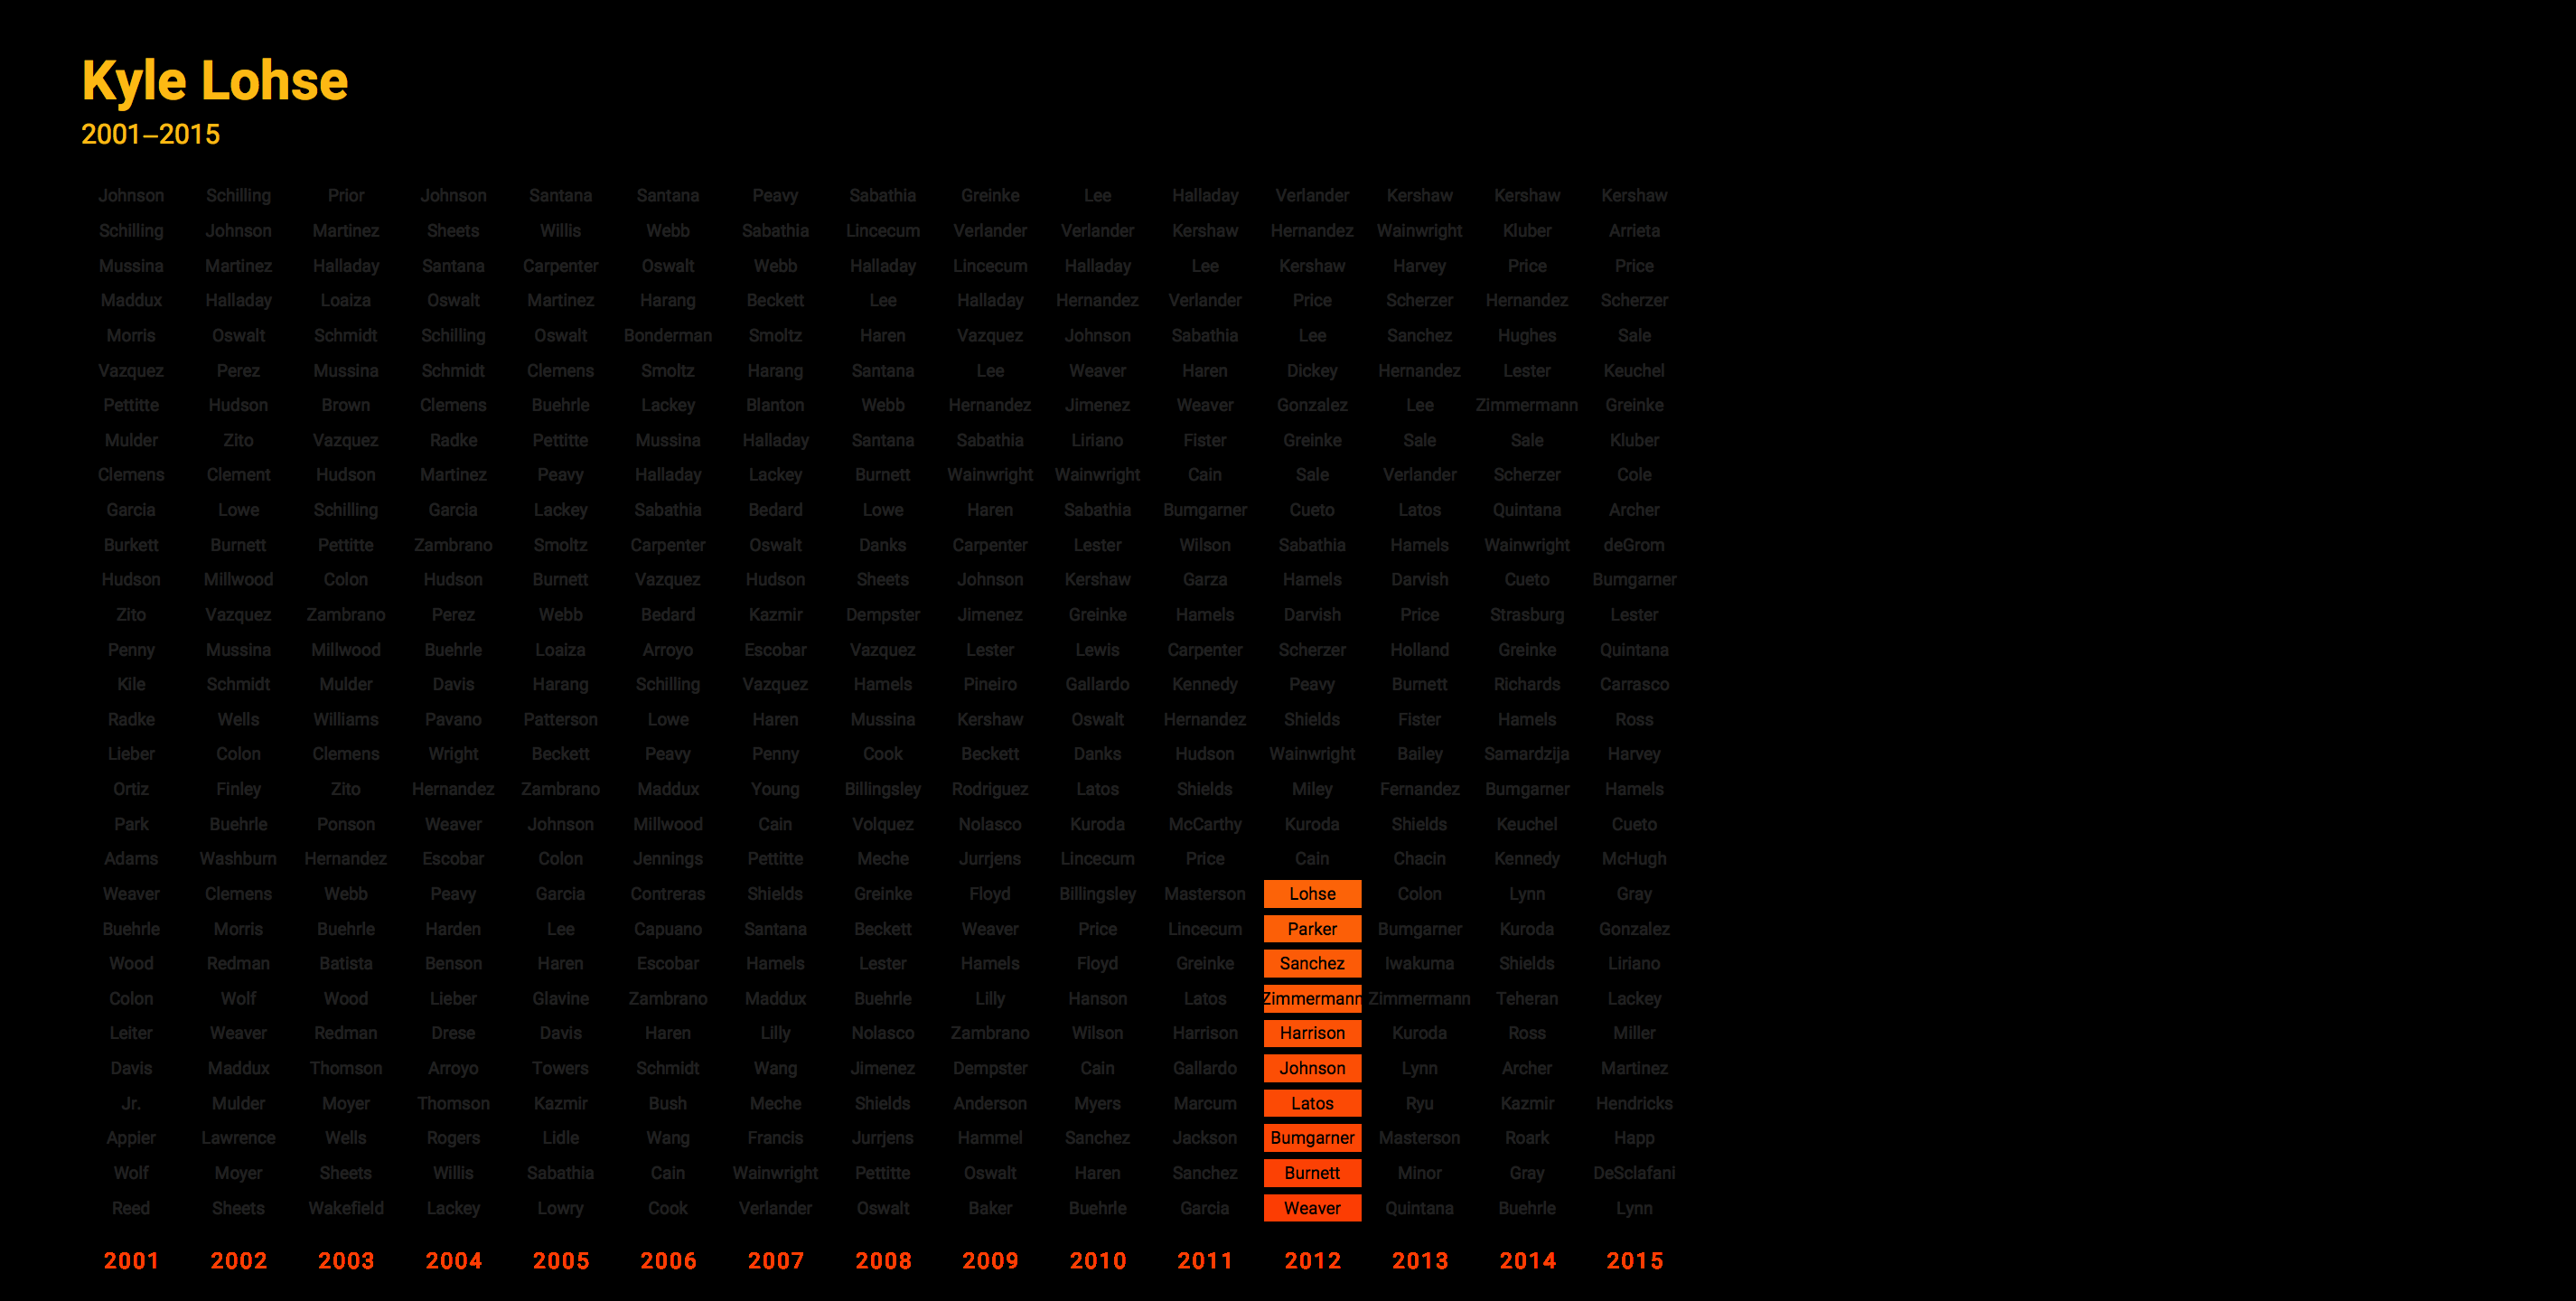 Kyle Lohse
2001–2015
Johnson Schilling Prior Johnson Santana Santana Peavy Sabathia Greinke Lee Halladay Verlander Kershaw Kershaw Kershaw
Schilling Johnson Martinez Sheets Willis Webb Sabathia Lincecum Verlander Verlander Kershaw Hernandez Wainwright Kluber Arrieta
Mussina Martinez Halladay Santana Carpenter Oswalt Webb Halladay Lincecum Halladay Lee Kershaw Harvey Price Price
Maddux Halladay Loaiza Oswalt Martinez Harang Beckett Lee Halladay Hernandez Verlander Price Scherzer Hernandez Scherzer
Morris Oswalt Schmidt Schilling Oswalt Bonderman Smoltz Haren Vazquez Johnson Sabathia Lee Sanchez Hughes Sale
Vazquez Perez Mussina Schmidt Clemens Smoltz Harang Santana Lee Weaver Haren Dickey Hernandez Lester Keuchel
Pettitte Hudson Brown Clemens Buehrle Lackey Blanton Webb Hernandez Jimenez Weaver Gonzalez Lee Zimmermann Greinke
Mulder Zito Vazquez Radke Pettitte Mussina Halladay Santana Sabathia Liriano Fister Greinke Sale Sale Kluber
Clemens Clement Hudson Martinez Peavy Halladay Lackey Burnett Wainwright Wainwright Cain Sale Verlander Scherzer Cole
Garcia Lowe Schilling Garcia Lackey Sabathia Bedard Lowe Haren Sabathia Bumgarner Cueto Latos Quintana Archer
Burkett Burnett Pettitte Zambrano Smoltz Carpenter Oswalt Danks Carpenter Lester Wilson Sabathia Hamels Wainwright deGrom
Hudson Millwood Colon Hudson Burnett Vazquez Hudson Sheets Johnson Kershaw Garza Hamels Darvish Cueto Bumgarner
Zito Vazquez Zambrano Perez Webb Bedard Kazmir Dempster Jimenez Greinke Hamels Darvish Price Strasburg Lester
Penny Mussina Millwood Buehrle Loaiza Arroyo Escobar Vazquez Lester Lewis Carpenter Scherzer Holland Greinke Quintana
Kile Schmidt Mulder Davis Harang Schilling Vazquez Hamels Pineiro Gallardo Kennedy Peavy Burnett Richards Carrasco
Radke Wells Williams Pavano Patterson Lowe Haren Mussina Kershaw Oswalt Hernandez Shields Fister Hamels Ross
Lieber Colon Clemens Wright Beckett Peavy Penny Cook Beckett Danks Hudson Wainwright Bailey Samardzija Harvey
Ortiz Finley Zito Hernandez Zambrano Maddux Young Billingsley Rodriguez Latos Shields Miley Fernandez Bumgarner Hamels
Park Buehrle Ponson Weaver Johnson Millwood Cain Volquez Nolasco Kuroda McCarthy Kuroda Shields Keuchel Cueto
Adams Washburn Hernandez Escobar Colon Jennings Pettitte Meche Jurrjens Lincecum Price Cain Chacin Kennedy McHugh
Weaver Clemens Webb Peavy Garcia Contreras Shields Greinke Floyd Billingsley Masterson Lohse Colon Lynn Gray
Buehrle Morris Buehrle Harden Lee Capuano Santana Beckett Weaver Price Lincecum Parker Bumgarner Kuroda Gonzalez
Wood Redman Batista Benson Haren Escobar Hamels Lester Hamels Floyd Greinke Sanchez Iwakuma Shields Liriano
Colon Wolf Wood Lieber Glavine Zambrano Maddux Buehrle Lilly Hanson Latos Zimmermann Zimmermann Teheran Lackey
Leiter Weaver Redman Drese Davis Haren Lilly Nolasco Zambrano Wilson Harrison Harrison Kuroda Ross Miller
Davis Maddux Thomson Arroyo Towers Schmidt Wang Jimenez Dempster Cain Gallardo Johnson Lynn Archer Martinez
Jr. Mulder Moyer Thomson Kazmir Bush Meche Shields Anderson Myers Marcum Latos Ryu Kazmir Hendricks
Appier Lawrence Wells Rogers Lidle Wang Francis Jurrjens Hammel Sanchez Jackson Bumgarner Masterson Roark Happ
Wolf Moyer Sheets Willis Sabathia Cain Wainwright Pettitte Oswalt Haren Sanchez Burnett Minor Gray DeSclafani
Reed Sheets Wakefield Lackey Lowry Cook Verlander Oswalt Baker Buehrle Garcia Weaver Quintana Buehrle Lynn
2001 2002 2003 2004 2005 2006 2007 2008 2009 2010 2011 2012 2013 2014 2015